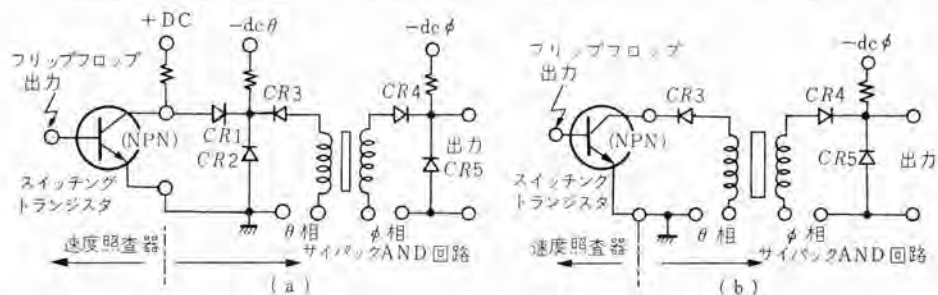 +DC
-dcθ
-dcφ
フリップフロップ
出力
CR3
CR4
(NPN)
CR1
CR2
出力
CR5
スイッチング
トランジスタ
θ相
φ相
速度照査器
サイパックAND回路
(a)
-dcφ
フリップフロップ
出力
CR3
CR4
(NPN)
CR5
出力
スイッチング
トランジスタ
θ相
φ相
速度照査器
サイパックAND回路
(b)